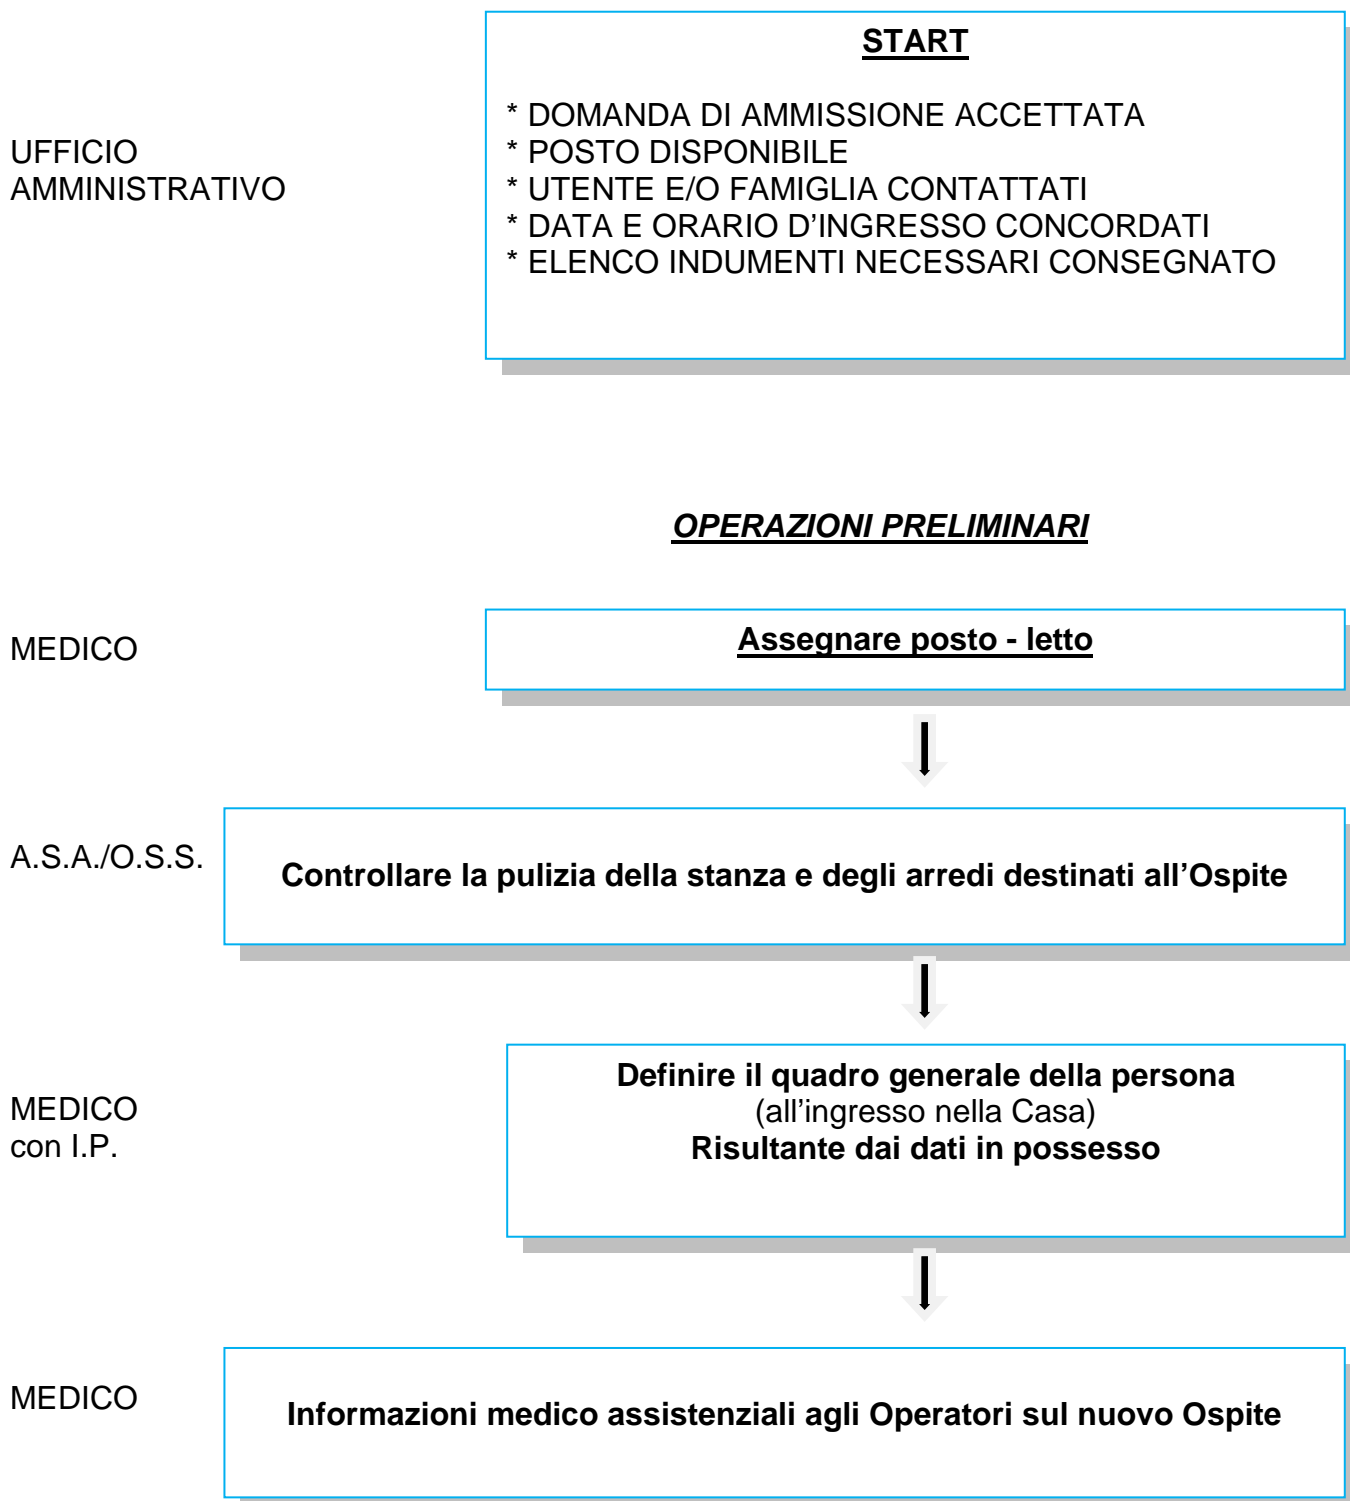 START
UFFICIO
AMMINISTRATIVO
* DOMANDA DI AMMISSIONE ACCETTATA
* POSTO DISPONIBILE
* UTENTE E/O FAMIGLIA CONTATTATI
* DATA E ORARIO D'INGRESSO CONCORDATI
* ELENCO INDUMENTI NECESSARI CONSEGNATO
OPERAZIONI PRELIMINARI
MEDICO
Assegnare posto - letto
A.S.A./O.S.S.
Controllare la pulizia della stanza e degli arredi destinati all'Ospite
MEDICO
con I.P.
Definire il quadro generale della persona
(all'ingresso nella Casa)
Risultante dai dati in possesso
MEDICO
Informazioni medico assistenziali agli Operatori sul nuovo Ospite